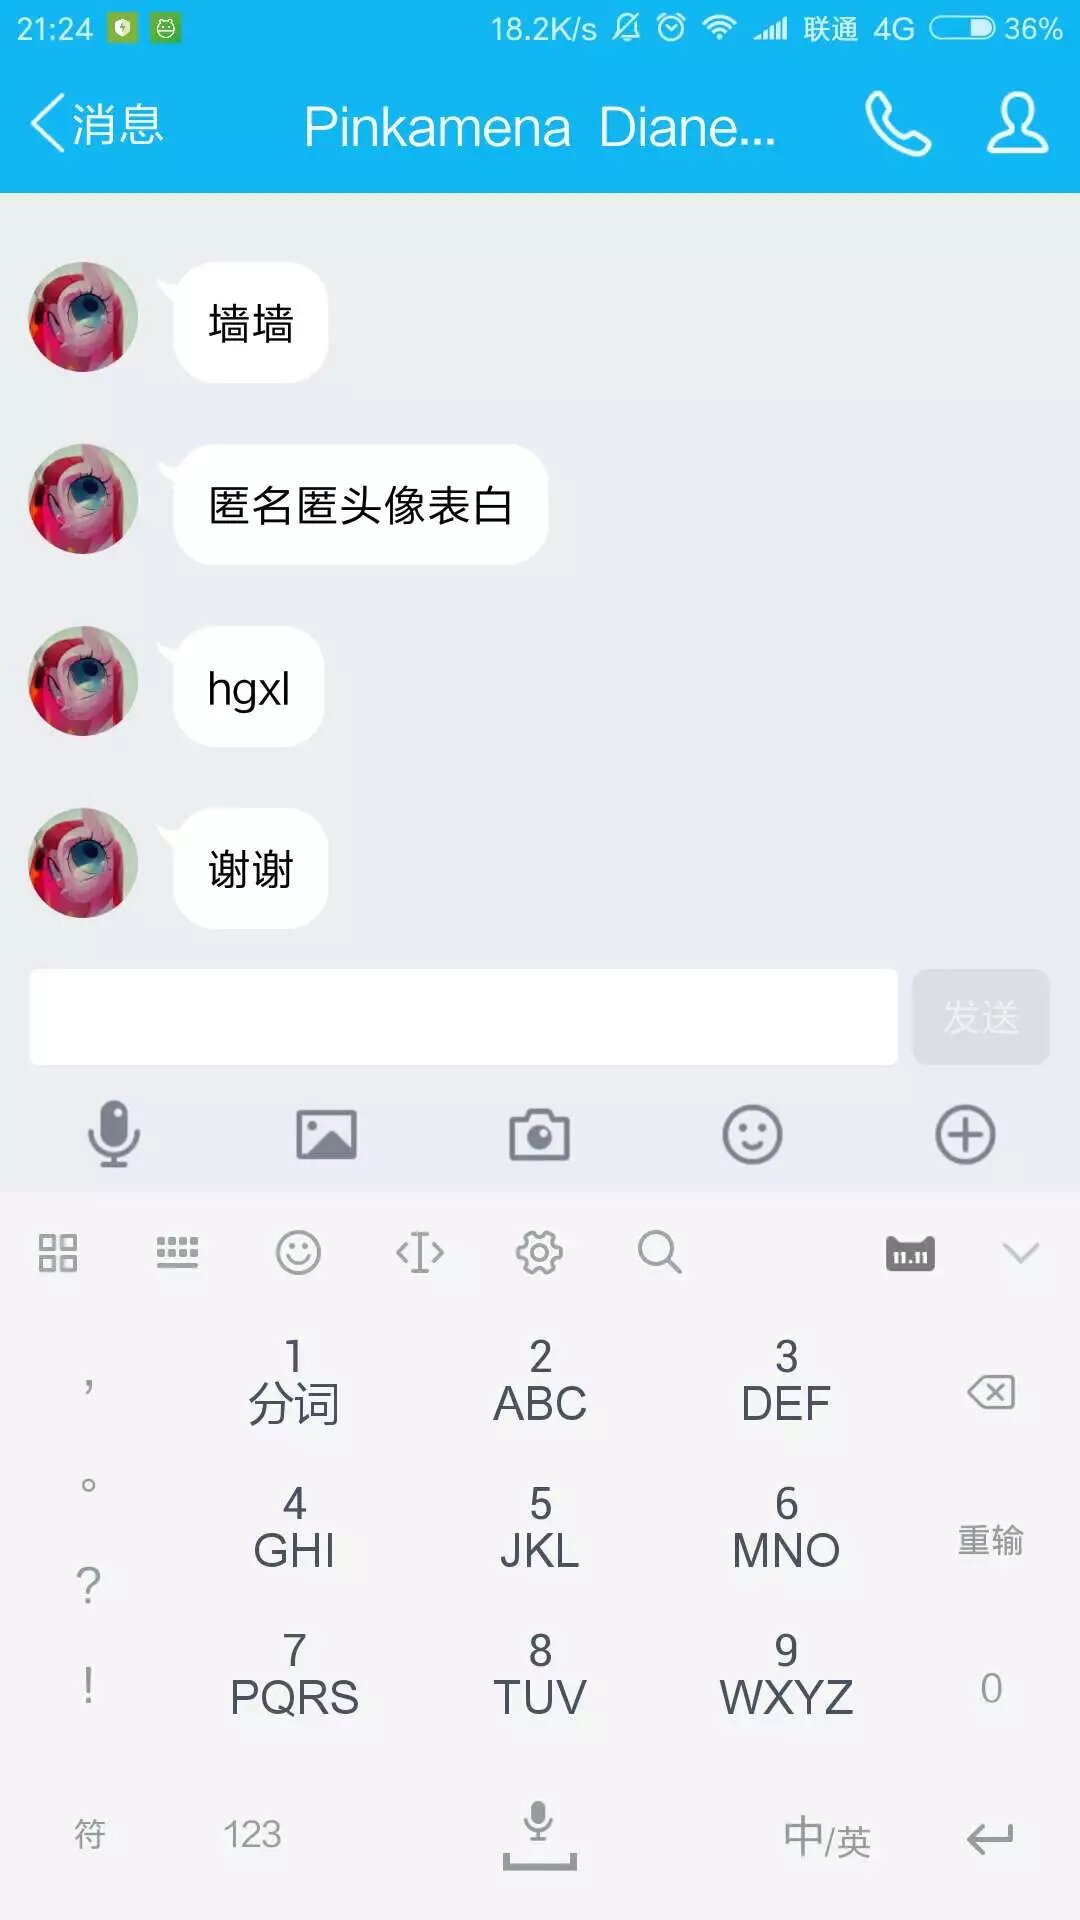 21:24 18.2K/s 联通 4G 36%
消息 Pinkamena Diane...
墙墙
匿名匿头像表白
hgxl
谢谢
发送
11.11
, 1 2 3
分词 ABC DEF
。 4 5 6
GHI JKL MNO 重输
?
7 8 9
! PQRS TUV WXYZ 0
符 123 中/英